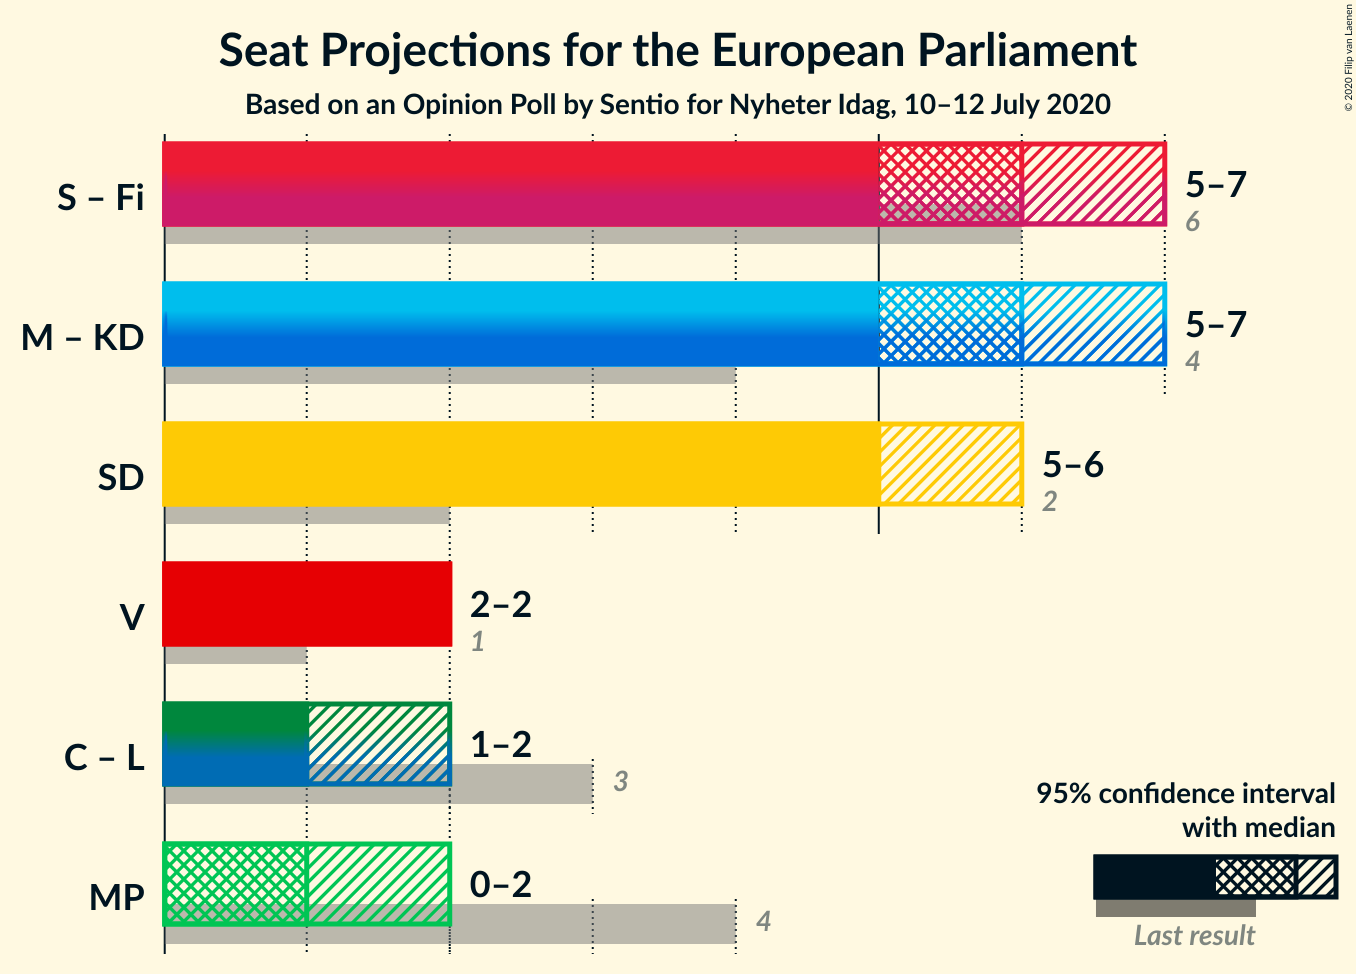 Seat Projections for the European Parliament
Based on an Opinion Poll by Sentio for Nyheter Idag, 10–12 July 2020
© 2020 Filip van Laenen
S – Fi
5–7
6
M – KD
5–7
4
SD
5–6
2
V
2–2
1
C – L
1–2
3
MP
0–2
4
95% confidence interval
with median
Last result